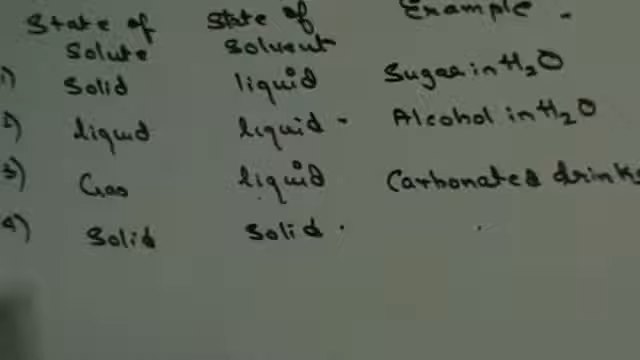 State of State of Example.
Solute Solvent
1) Solid liquid Sugar in H2O
2) liquid liquid - Alcohol in H2O
3) Gas liquid Carbonated drinks
4) Solid Solid .